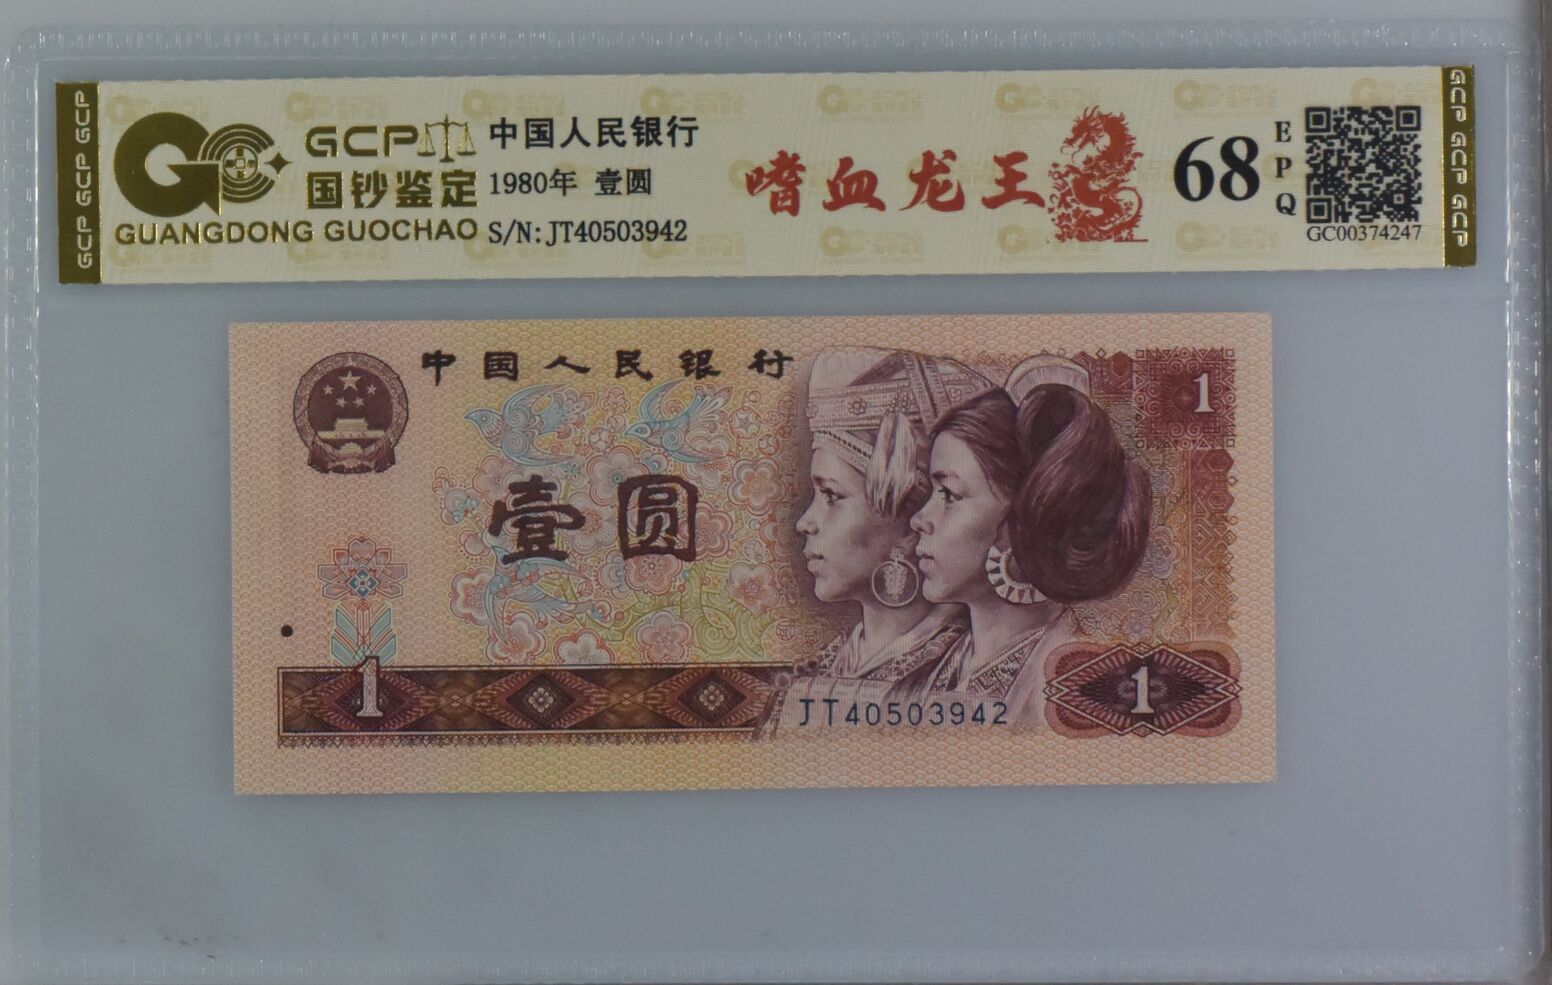 GCP GCP GCP
GCP
国钞鉴定
GUANGDONG GUOCHAO
中国人民银行
1980年 壹圆
S/N:JT40503942
嗜血龙王
68
EPQ
GC00374247
GCP GCP GCP
中国人民银行
1
壹圆
1
JT40503942
1